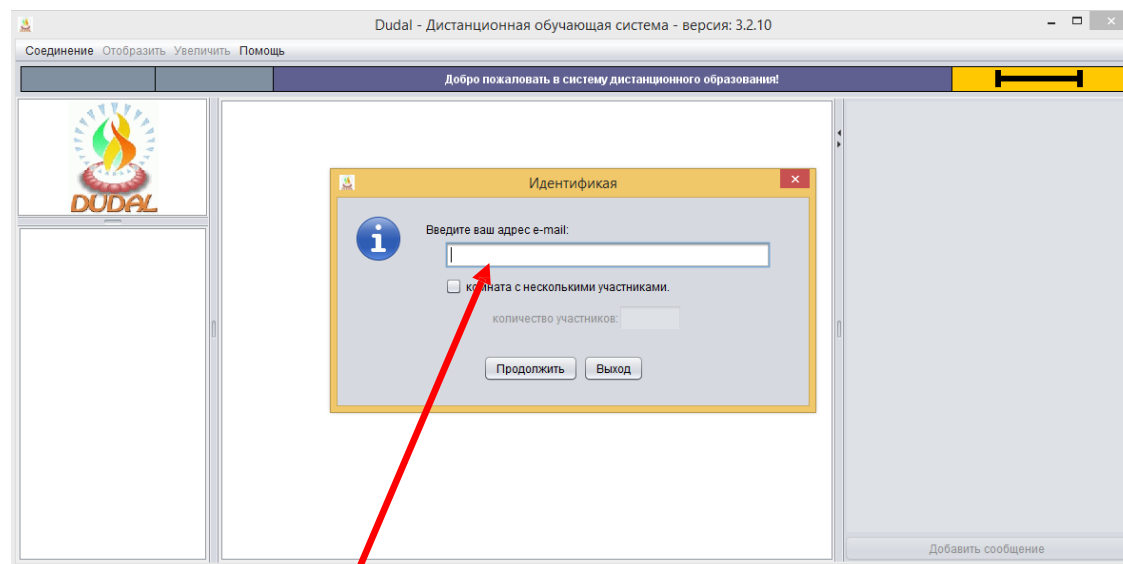 Dudal - Дистанционная обучающая система - версия: 3.2.10
Соединение Отобразить Увеличить Помощь
Добро пожаловать в систему дистанционного образования!
DUDAL
Идентификая
Введите ваш адрес e-mail:
комната с несколькими участниками.
количество участников:
Продолжить Выход
Добавить сообщение